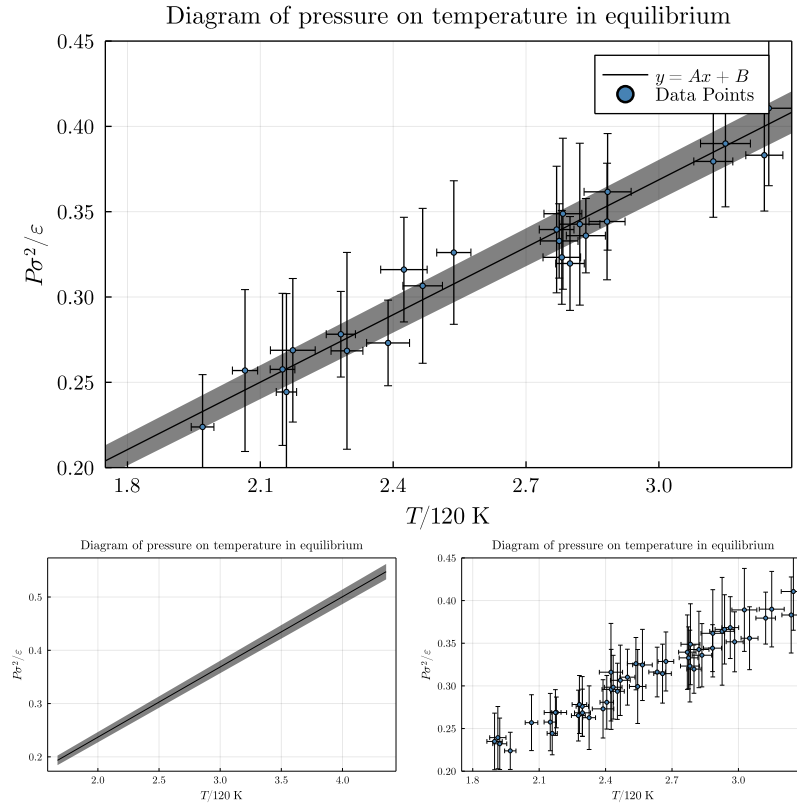 Diagram of pressure on temperature in equilibrium
0.45
y = Ax + B
Data Points
0.40
0.35
Pσ²/ε
0.30
0.25
0.20
1.8 2.1 2.4 2.7 3.0
T/120 K
Diagram of pressure on temperature in equilibrium
0.5
0.4
Pσ²/ε
0.3
0.2
2.0 2.5 3.0 3.5 4.0
T/120 K
Diagram of pressure on temperature in equilibrium
0.45
0.40
0.35
Pσ²/ε
0.30
0.25
0.20
1.8 2.1 2.4 2.7 3.0
T/120 K